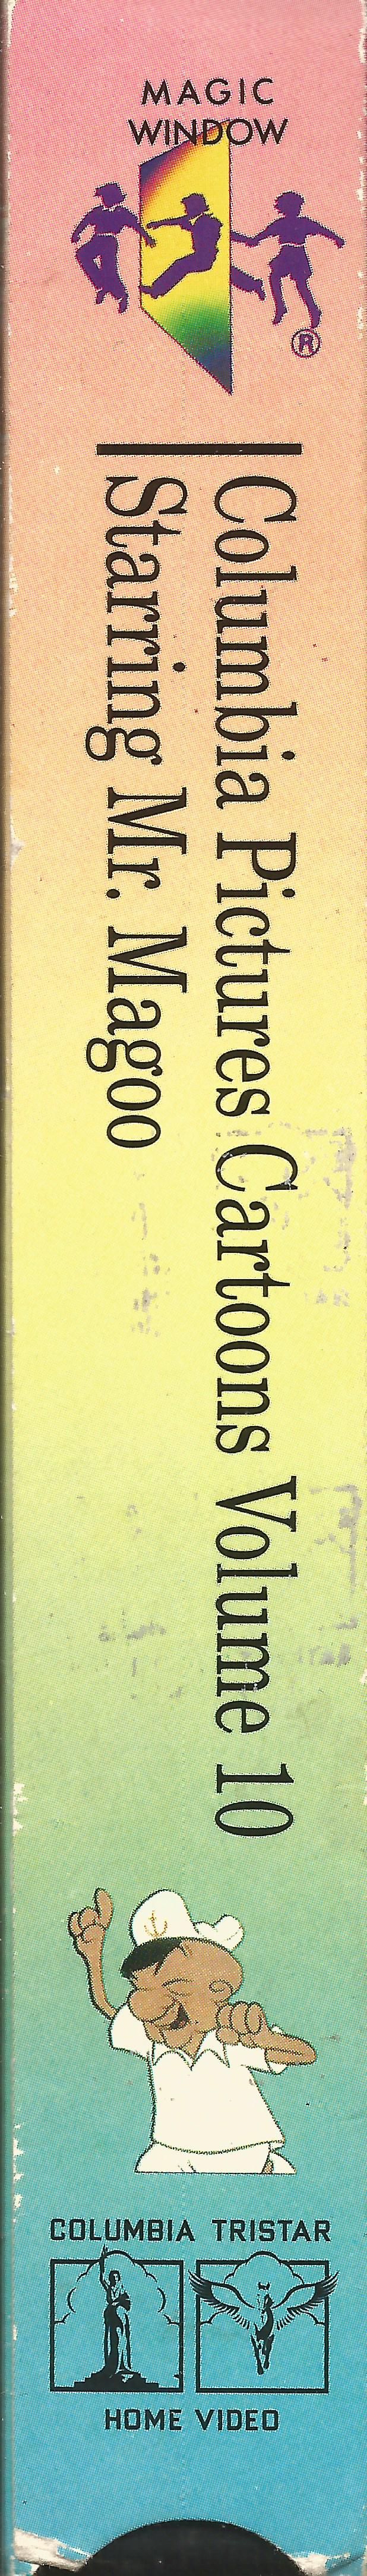 MAGIC
WINDOW
®
Columbia Pictures Cartoons Volume 10
Starring Mr. Magoo
COLUMBIA TRISTAR
HOME VIDEO